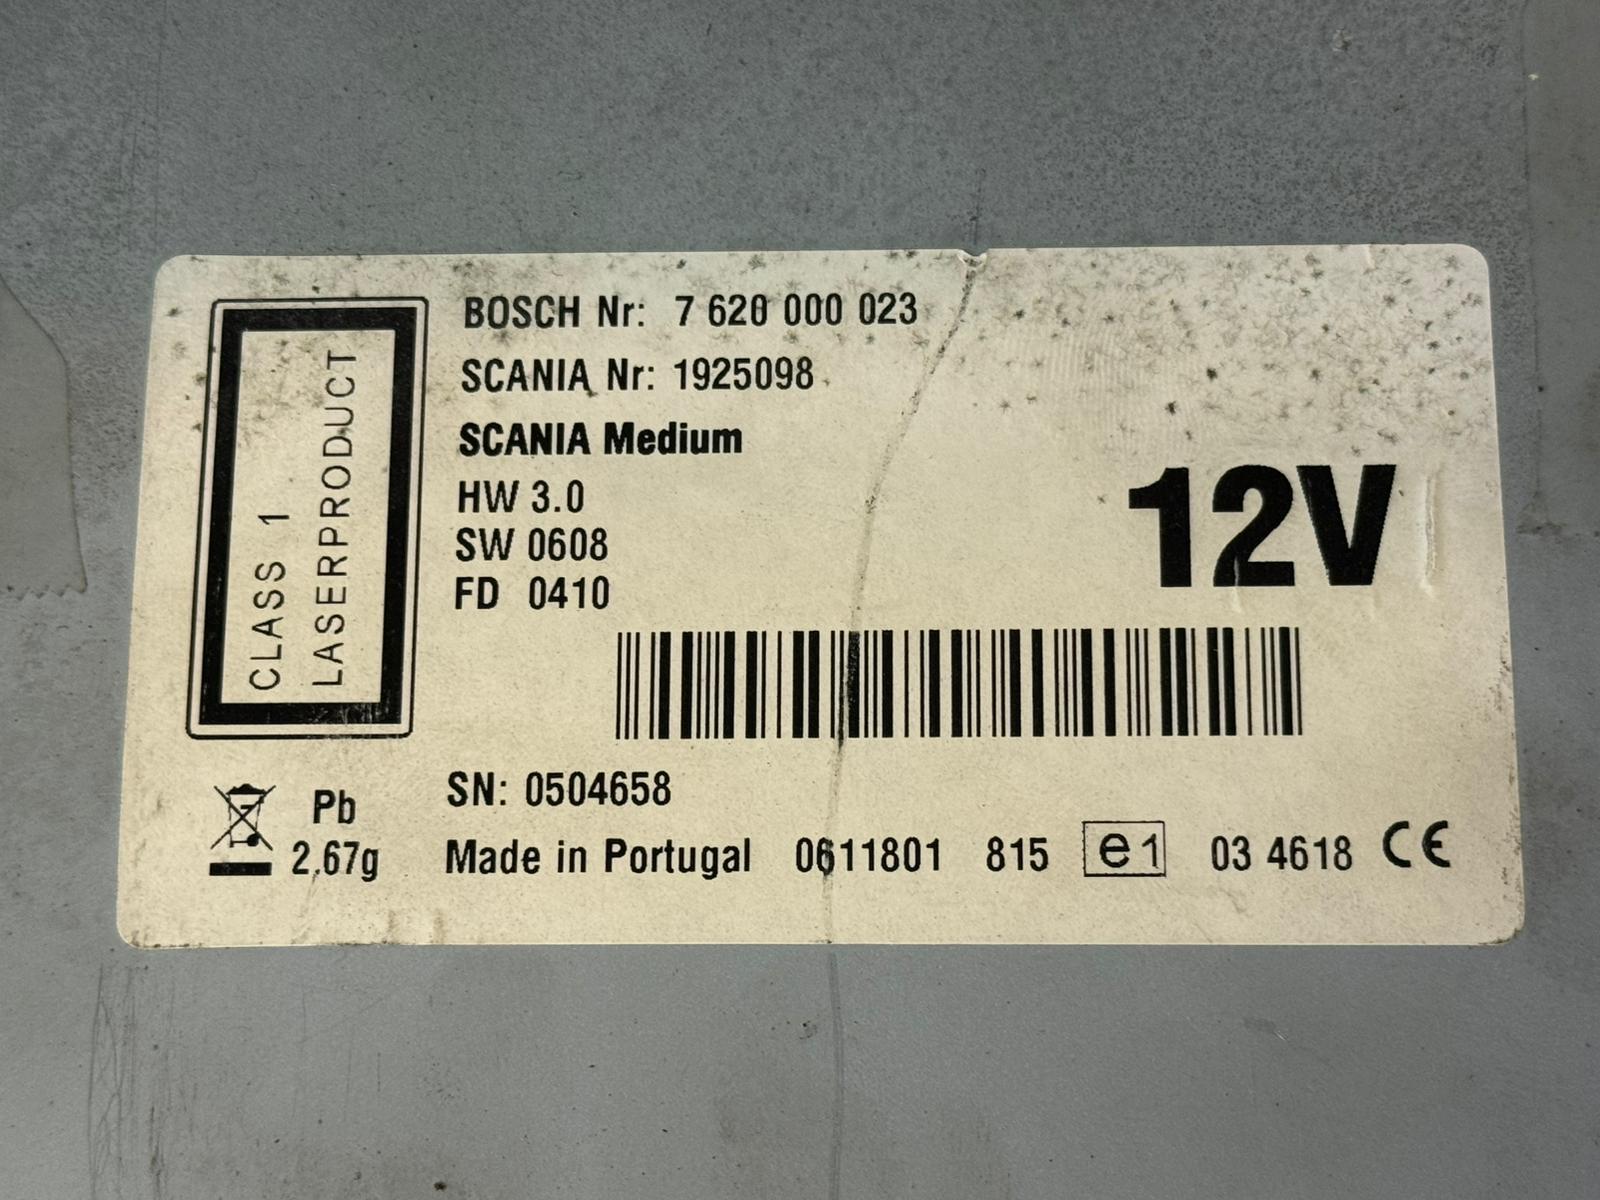 CLASS 1
LASERPRODUCT
BOSCH Nr: 7 620 000 023
SCANIA Nr: 1925098
SCANIA Medium
HW 3.0
SW 0608
FD 0410
12V
SN: 0504658
Pb
2,67g
Made in Portugal 0611801 815 e1 03 4618 CE